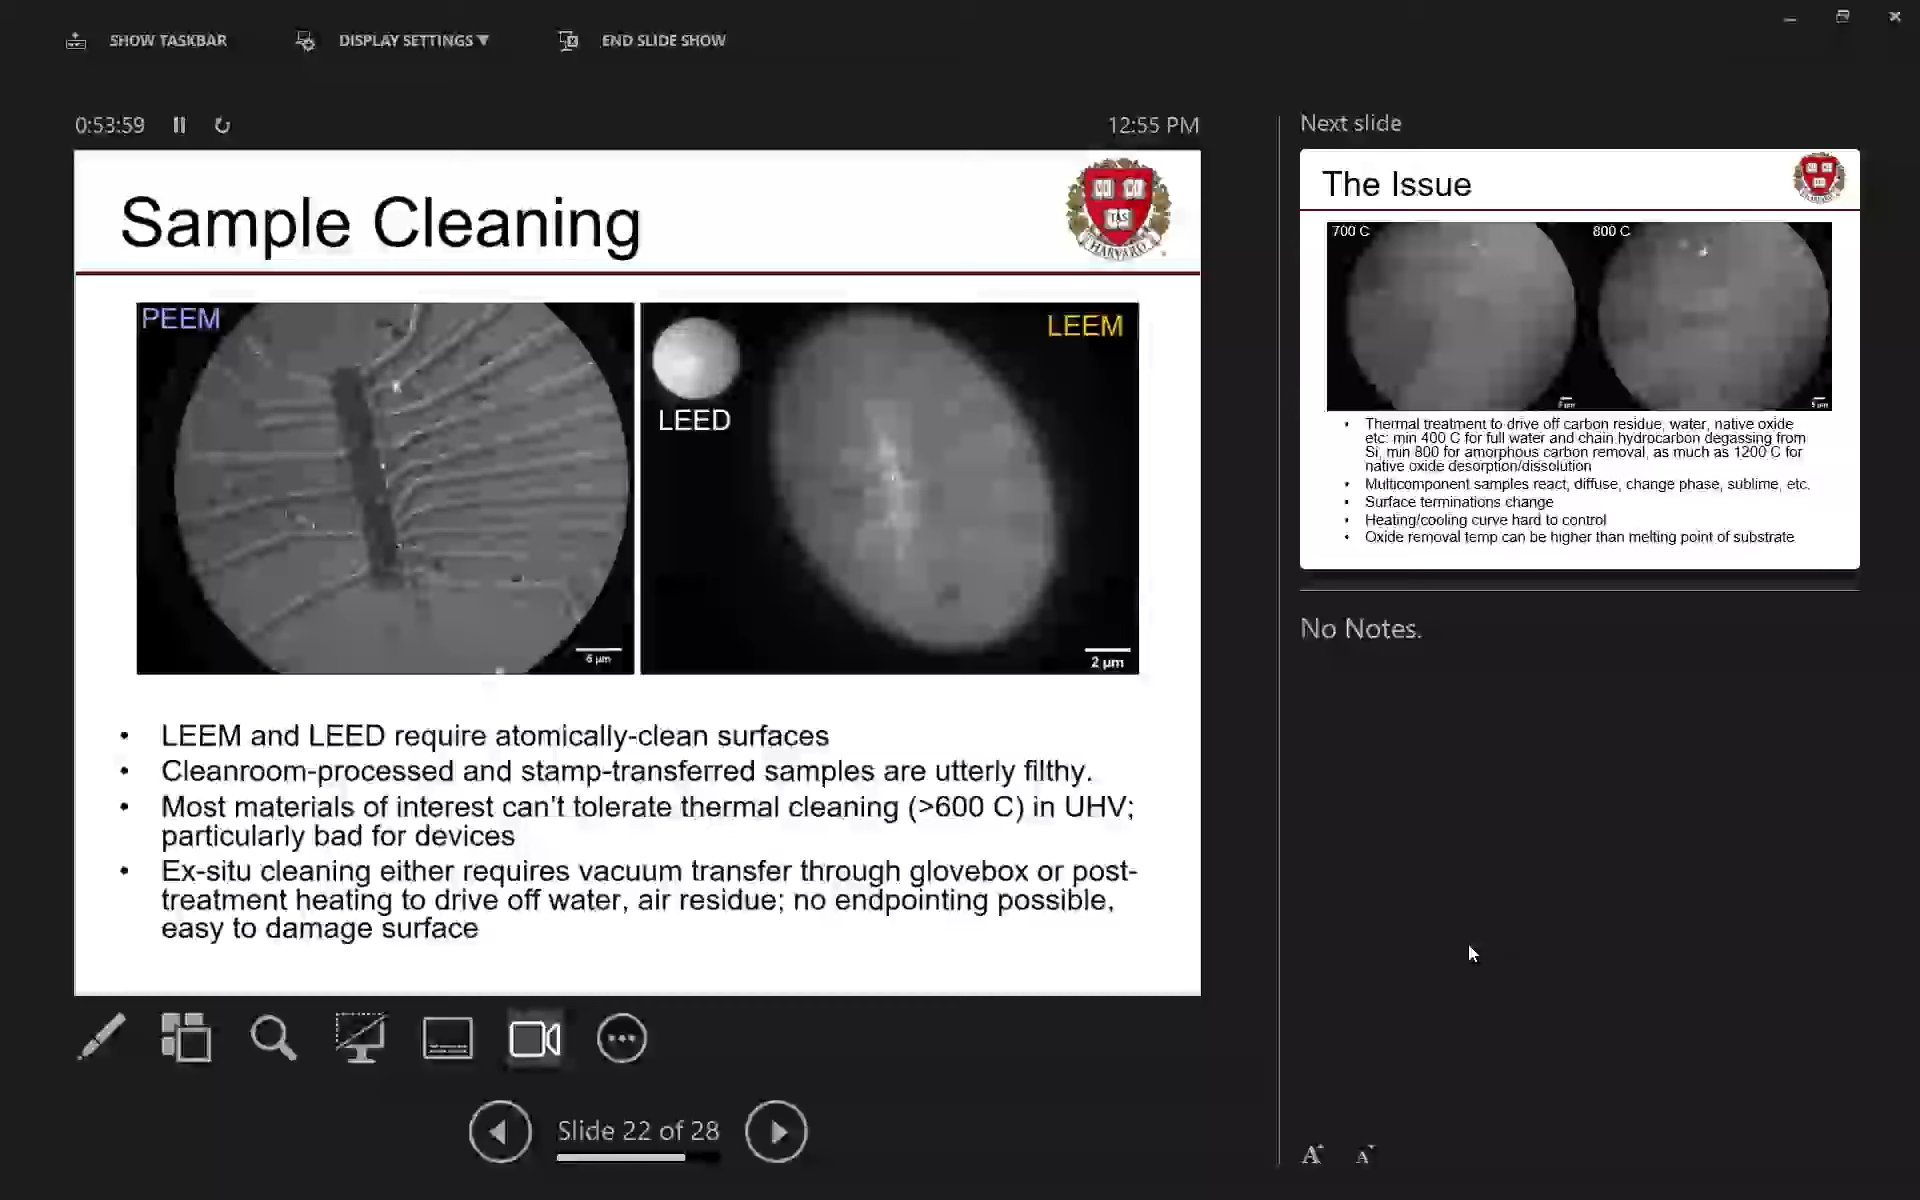 SHOW TASKBAR
DISPLAY SETTINGS ▼
END SLIDE SHOW
0:53:59
12:55 PM
Sample Cleaning
TAS
HARVARD
PEEM
LEEM
LEED
2 µm
• LEEM and LEED require atomically-clean surfaces
• Cleanroom-processed and stamp-transferred samples are utterly filthy.
• Most materials of interest can't tolerate thermal cleaning (>600 C) in UHV;
particularly bad for devices
• Ex-situ cleaning either requires vacuum transfer through glovebox or post-
treatment heating to drive off water, air residue; no endpointing possible,
easy to damage surface
Slide 22 of 28
Next slide
The Issue
700 C
800 C
• Thermal treatment to drive off carbon residue, water, native oxide
etc: min 400 C for full water and chain hydrocarbon degassing from
Si, min 800 for amorphous carbon removal, as much as 1200 C for
native oxide desorption/dissolution
• Multicomponent samples react, diffuse, change phase, sublime, etc.
• Surface terminations change
• Heating/cooling curve hard to control
• Oxide removal temp can be higher than melting point of substrate
No Notes.
A A